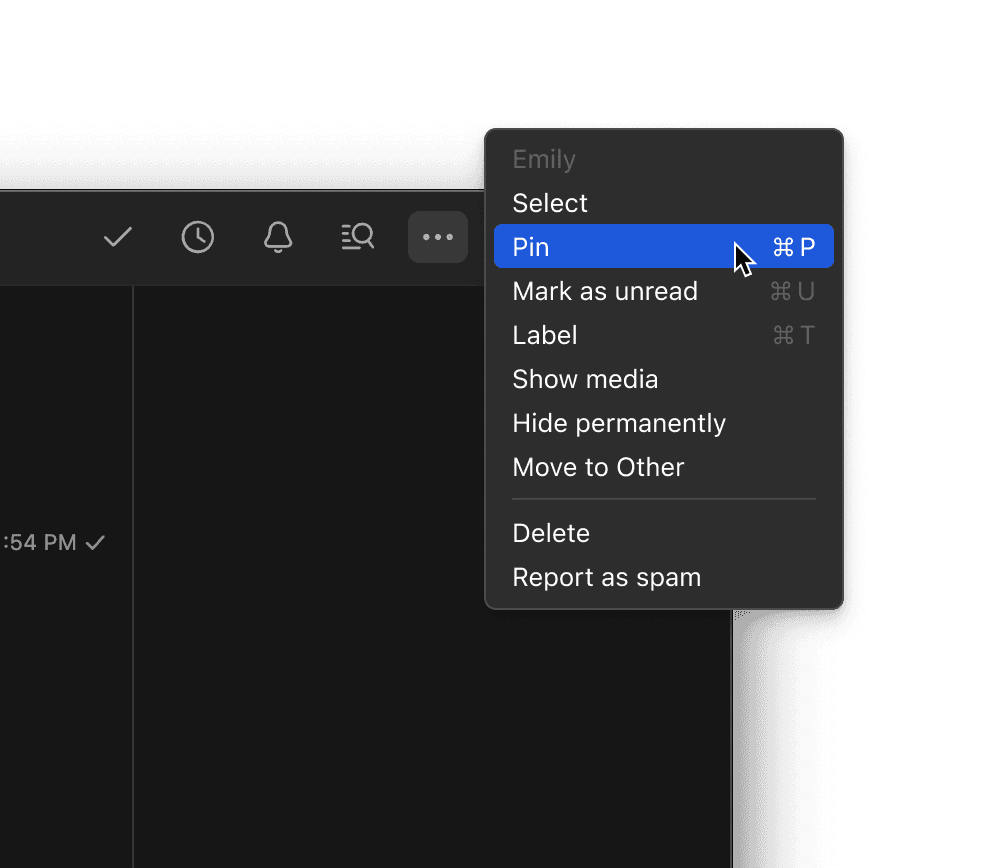 Emily
Select
Pin ⌘ P
Mark as unread ⌘ U
Label ⌘ T
Show media
Hide permanently
Move to Other
:54 PM
Delete
Report as spam